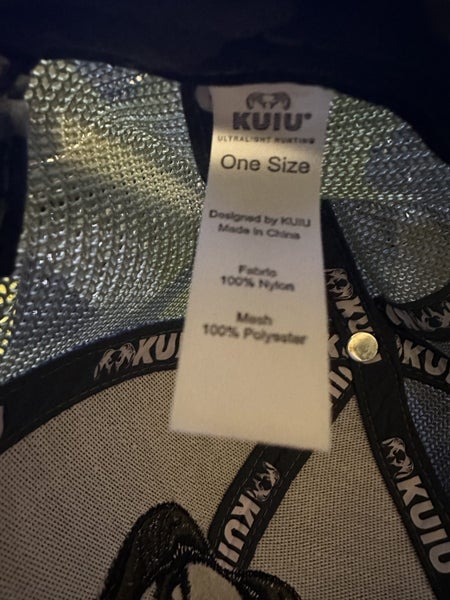 KUIU®
ULTRALIGHT HUNTING
One Size
Designed by KUIU
Made in China
Fabric
100% Nylon
Mesh
100% Polyester
KUI
KUIU
KUIU
KUIU